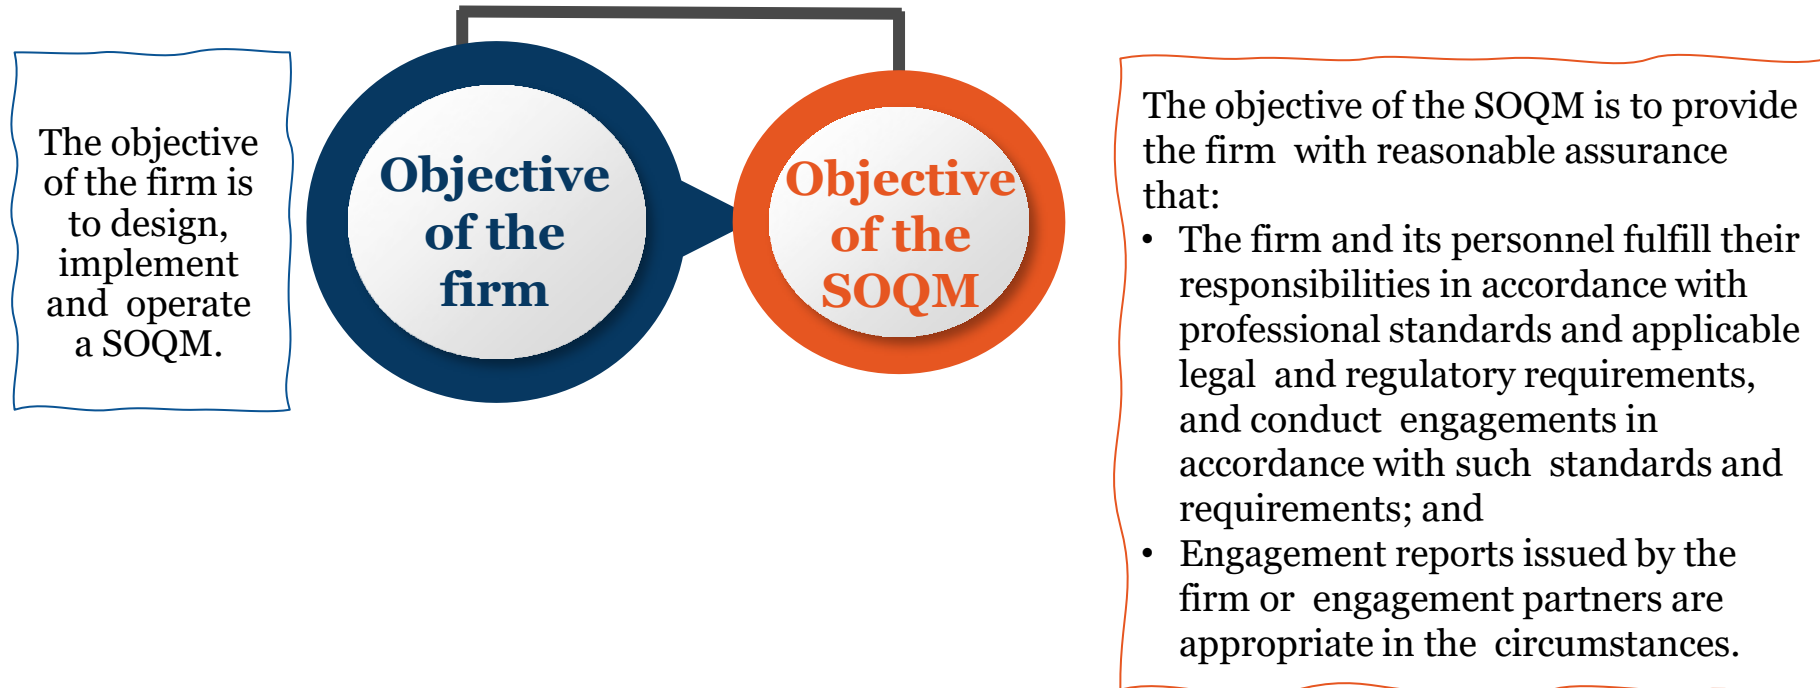 The objective
of the firm is
to design,
implement
and operate
a SOQM.
Objective
of the
firm
Objective
of the
SOQM
The objective of the SOQM is to provide
the firm with reasonable assurance
that:
• The firm and its personnel fulfill their
responsibilities in accordance with
professional standards and applicable
legal and regulatory requirements,
and conduct engagements in
accordance with such standards and
requirements; and
• Engagement reports issued by the
firm or engagement partners are
appropriate in the circumstances.